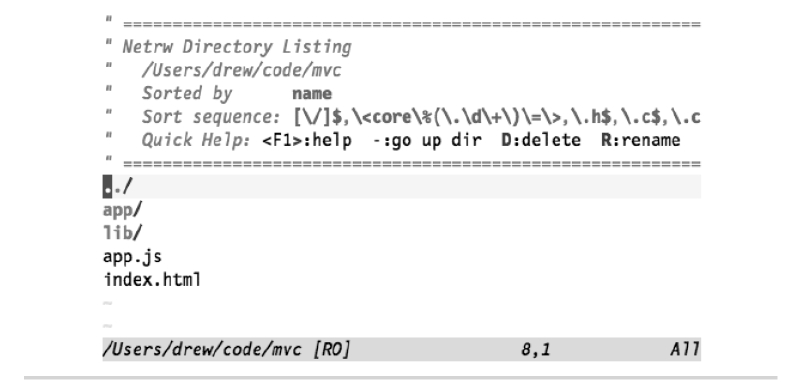 " ============================================================
" Netrw Directory Listing
"   /Users/drew/code/mvc
"   Sorted by      name
"   Sort sequence: [\/]$,\<core\%(\.\d\+\)\=\>,\.h$,\.c$,\.c
"   Quick Help: <F1>:help  -:go up dir  D:delete  R:rename
" ============================================================
../
app/
lib/
app.js
index.html
~
~
/Users/drew/code/mvc [RO]                  8,1            All